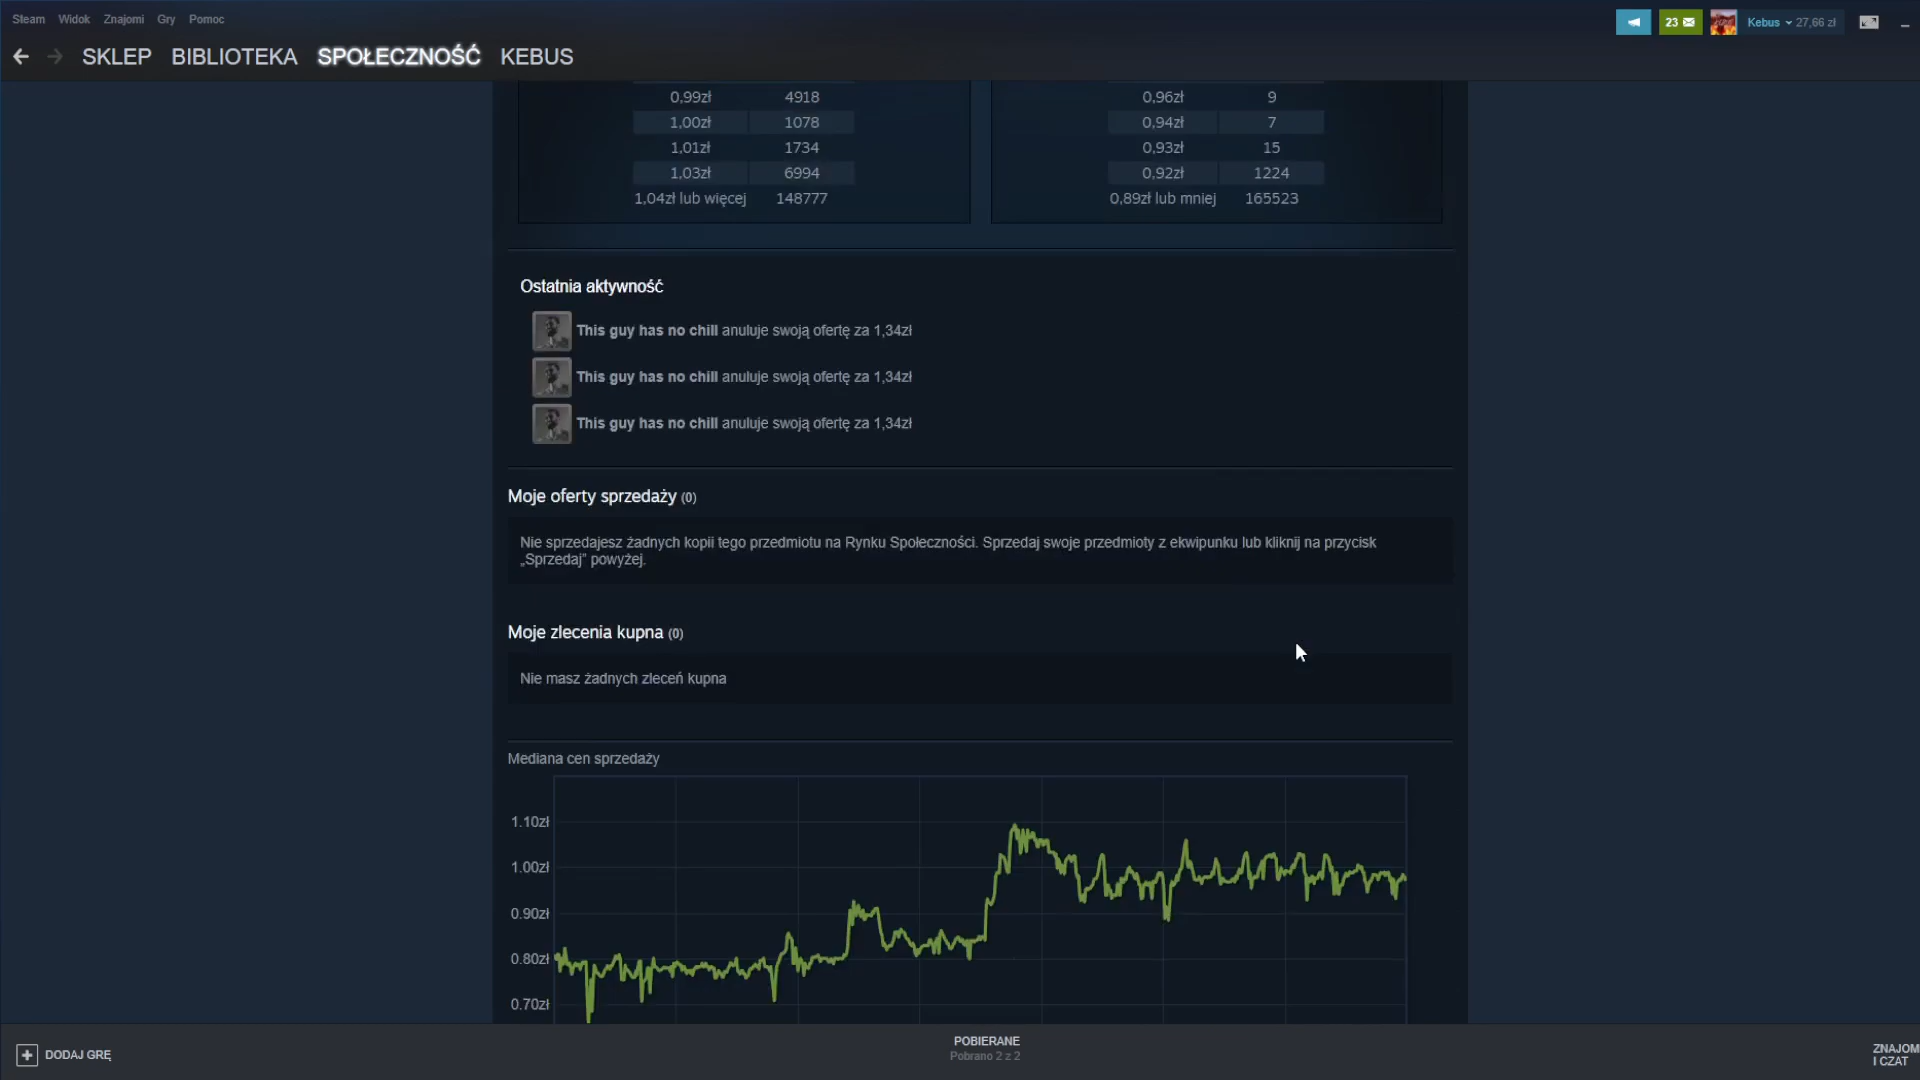 Steam Widok Znajomi Gry Pomoc
23 Kebus 27,66 zł
SKLEP BIBLIOTEKA SPOŁECZNOŚĆ KEBUS
0,99zł 4918
1,00zł 1078
1,01zł 1734
1,03zł 6994
1,04zł lub więcej 148777
0,96zł 9
0,94zł 7
0,93zł 15
0,92zł 1224
0,89zł lub mniej 165523
Ostatnia aktywność
This guy has no chill anuluje swoją ofertę za 1,34zł
This guy has no chill anuluje swoją ofertę za 1,34zł
This guy has no chill anuluje swoją ofertę za 1,34zł
Moje oferty sprzedaży (0)
Nie sprzedajesz żadnych kopii tego przedmiotu na Rynku Społeczności. Sprzedaj swoje przedmioty z ekwipunku lub kliknij na przycisk
„Sprzedaj” powyżej.
Moje zlecenia kupna (0)
Nie masz żadnych zleceń kupna
Mediana cen sprzedaży
1.10zł
1.00zł
0.90zł
0.80zł
0.70zł
DODAJ GRĘ
POBIERANE
Pobrano 2 z 2
ZNAJOM
I CZAT